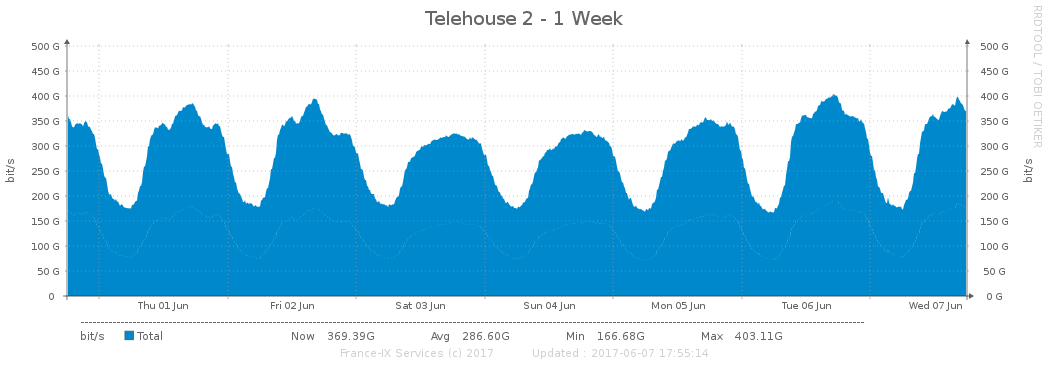 Telehouse 2 - 1 Week
RRDTOOL / TOBI OETIKER
500 G 500 G
450 G 450 G
400 G 400 G
350 G 350 G
300 G 300 G
250 G 250 G
200 G 200 G
150 G 150 G
100 G 100 G
50 G 50 G
0 0 G
bit/s
bit/s
Thu 01 Jun Fri 02 Jun Sat 03 Jun Sun 04 Jun Mon 05 Jun Tue 06 Jun Wed 07 Jun
bit/s Total Now 369.39G Avg 286.60G Min 166.68G Max 403.11G
France-IX Services (c) 2017 Updated : 2017-06-07 17:55:14